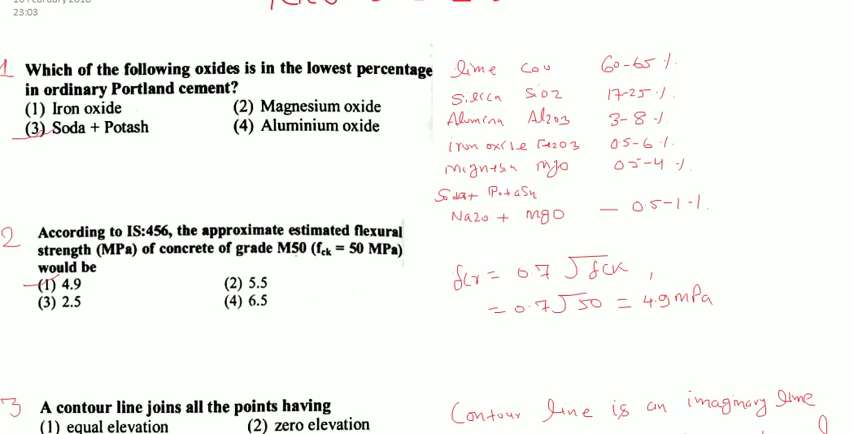 23:03
1 Which of the following oxides is in the lowest percentage
in ordinary Portland cement?
(1) Iron oxide (2) Magnesium oxide
(3) Soda + Potash (4) Aluminium oxide
lime CaO 60-65 %.
Silica SiO2 17-25 %.
Alumina Al2O3 3-8 %.
Iron oxide Fe2O3 0.5-6 %.
Magnesia MgO 0.5-4 %.
Soda+ Potash
Na2O + MgO — 0.5-1 %.
2 According to IS:456, the approximate estimated flexural
strength (MPa) of concrete of grade M50 (fck = 50 MPa)
would be
(1) 4.9 (2) 5.5
(3) 2.5 (4) 6.5
fcr = 0.7 √fck ,
= 0.7√50 = 4.9 MPa
3 A contour line joins all the points having
(1) equal elevation (2) zero elevation
Contour line is an imaginary line